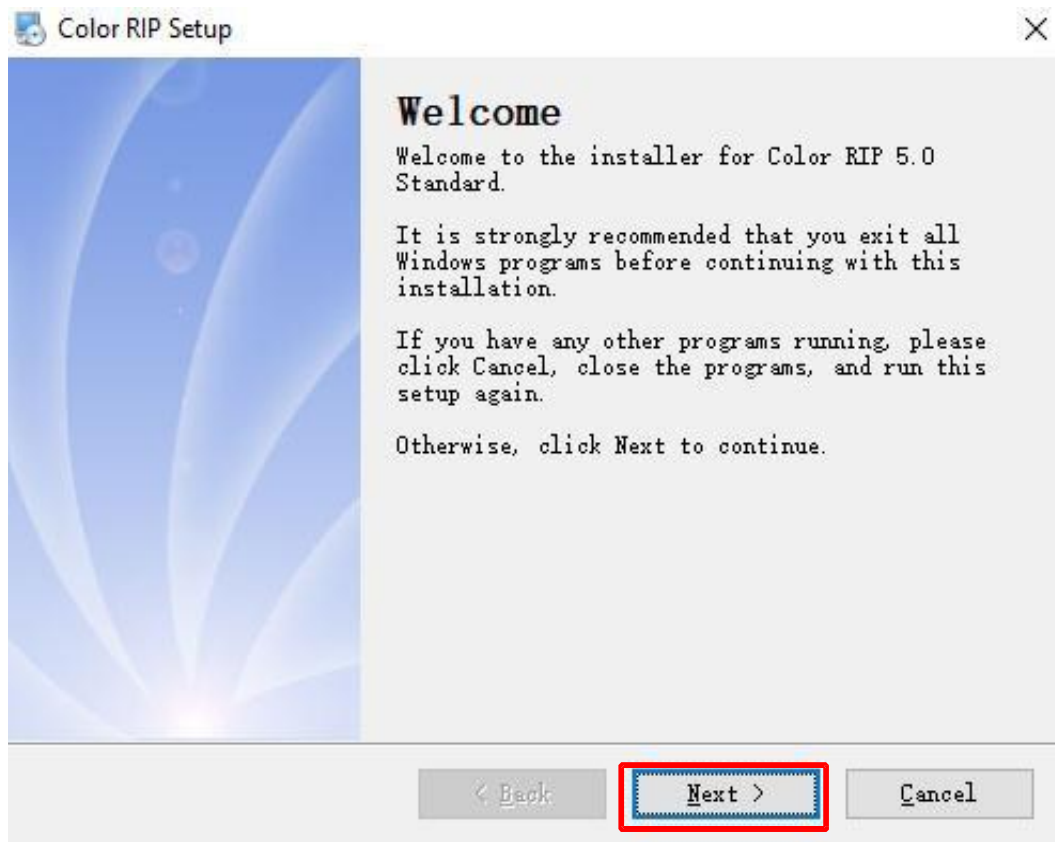 Color RIP Setup
Welcome
Welcome to the installer for Color RIP 5.0
Standard.
It is strongly recommended that you exit all
Windows programs before continuing with this
installation.
If you have any other programs running, please
click Cancel, close the programs, and run this
setup again.
Otherwise, click Next to continue.
< Back
Next >
Cancel